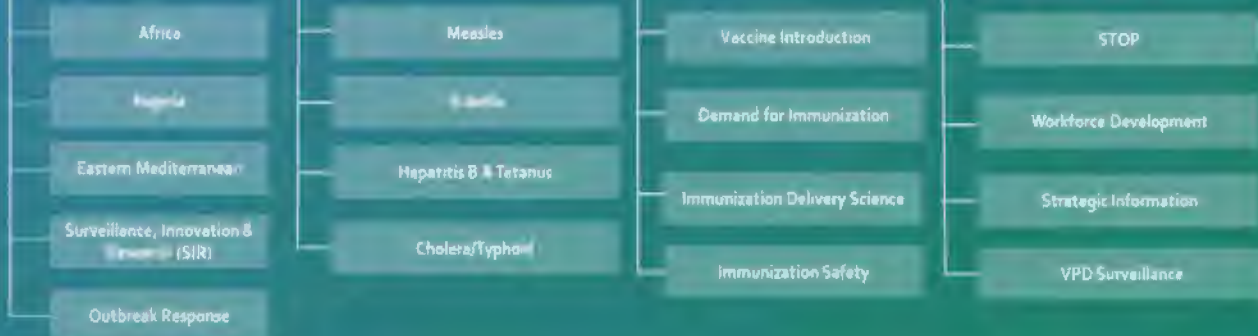 Africa
Eastern Mediterranean
Surveillance, Innovation &
(SIR)
Outbreak Response
Measles
Hepatitis B & Tetanus
Cholera/Typhoid
Vaccine Introduction
Demand for Immunization
Immunization Delivery Science
Immunization Safety
STOP
Workforce Development
Strategic Information
VPD Surveillance